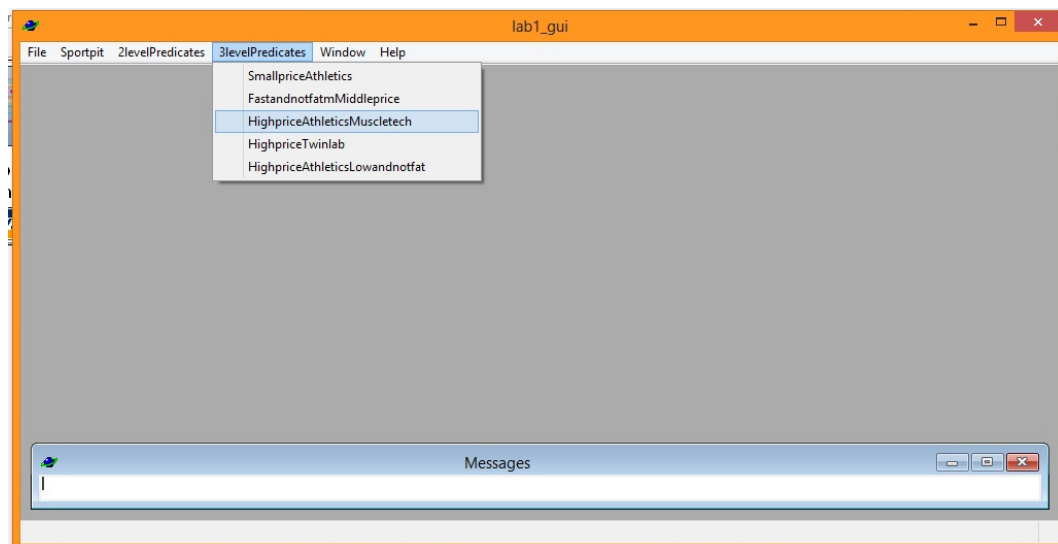 lab1_gui
File Sportpit 2levelPredicates 3levelPredicates Window Help
SmallpriceAthletics
FastandnotfatmMiddleprice
HighpriceAthleticsMuscletech
HighpriceTwinlab
HighpriceAthleticsLowandnotfat
Messages